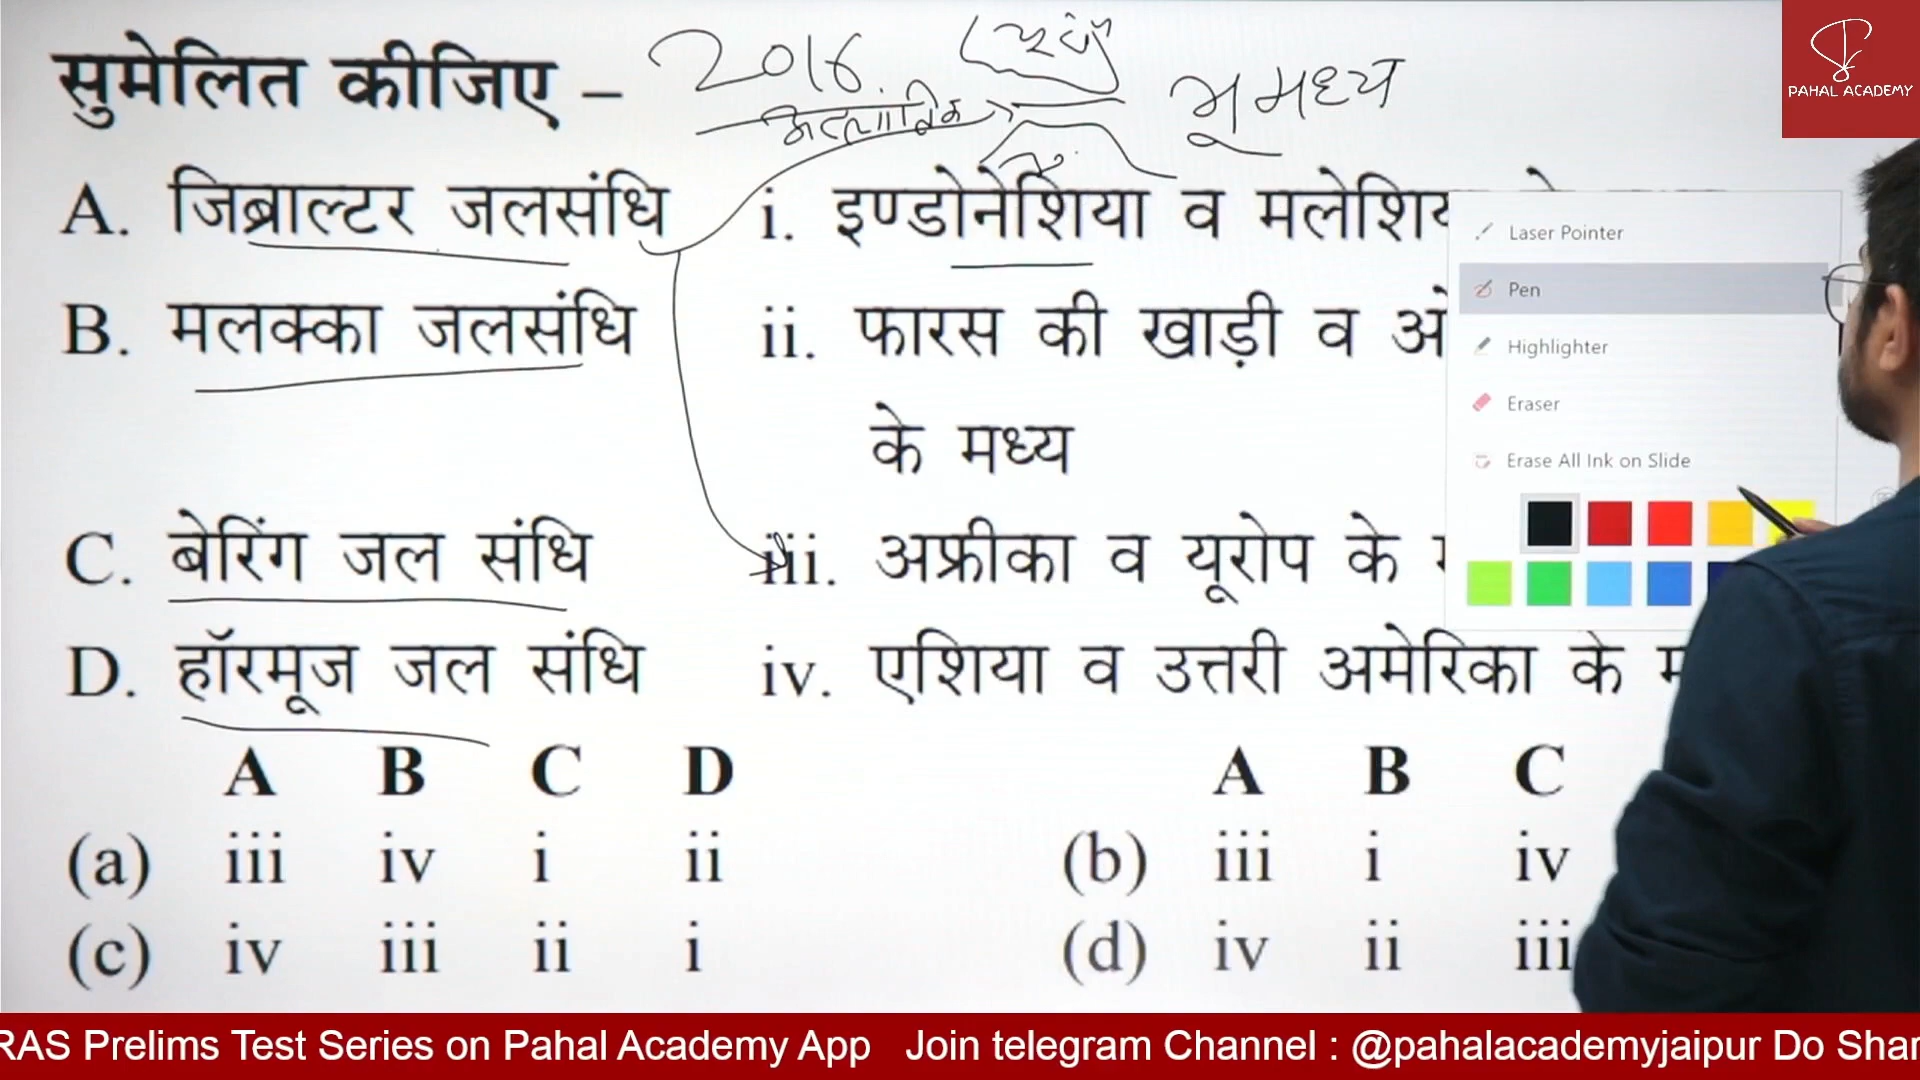 सुमेलित कीजिए –
2016
भूमध्य
PAHAL ACADEMY
A. जिब्राल्टर जलसंधि
i. इण्डोनेशिया व
B. मलक्का जलसंधि
ii. फारस की खाड़ी व
के मध्य
C. बेरिंग जल संधि
iii. अफ्रीका व यूरोप के
D. हॉरमूज जल संधि
iv. एशिया व उत्तरी अमेरिका के
Laser Pointer
Pen
Highlighter
Eraser
Erase All Ink on Slide
A B C D
A B C
(a) iii iv i ii
(b) iii i iv
(c) iv iii ii i
(d) iv ii iii
RAS Prelims Test Series on Pahal Academy App Join telegram Channel : @pahalacademyjaipur Do Shar